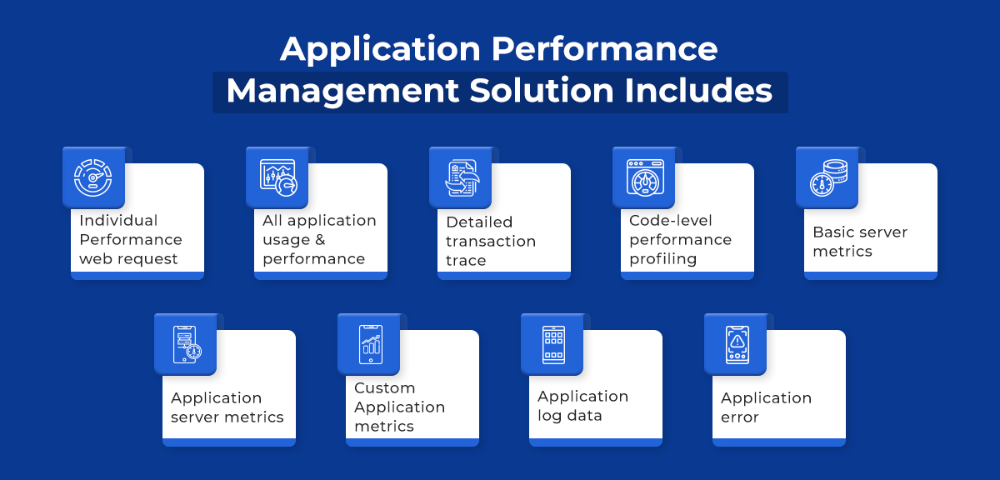 Application Performance
Management Solution Includes
Individual
Performance
web request
All application
usage &
performance
Detailed
transaction
trace
Code-level
performance
profiling
Basic server
metrics
Application
server metrics
Custom
Application
metrics
Application
log data
Application
error